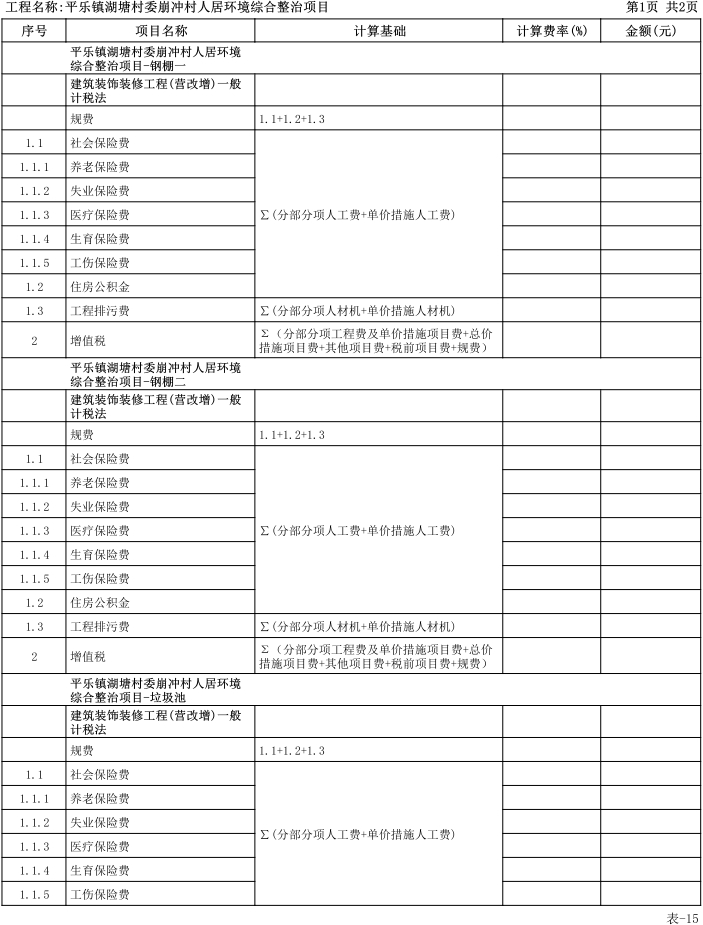 工程名称:平乐镇湖塘村委崩冲村人居环境综合整治项目 第1页 共2页
序号 项目名称 计算基础 计算费率(%) 金额(元)
平乐镇湖塘村委崩冲村人居环境
综合整治项目-钢棚一
建筑装饰装修工程(营改增)一般
计税法
规费 1.1+1.2+1.3
1.1 社会保险费
1.1.1 养老保险费
1.1.2 失业保险费
1.1.3 医疗保险费 Σ(分部分项人工费+单价措施人工费)
1.1.4 生育保险费
1.1.5 工伤保险费
1.2 住房公积金
1.3 工程排污费 Σ(分部分项人材机+单价措施人材机)
2 增值税 Σ（分部分项工程费及单价措施项目费+总价
措施项目费+其他项目费+税前项目费+规费）
平乐镇湖塘村委崩冲村人居环境
综合整治项目-钢棚二
建筑装饰装修工程(营改增)一般
计税法
规费 1.1+1.2+1.3
1.1 社会保险费
1.1.1 养老保险费
1.1.2 失业保险费
1.1.3 医疗保险费 Σ(分部分项人工费+单价措施人工费)
1.1.4 生育保险费
1.1.5 工伤保险费
1.2 住房公积金
1.3 工程排污费 Σ(分部分项人材机+单价措施人材机)
2 增值税 Σ（分部分项工程费及单价措施项目费+总价
措施项目费+其他项目费+税前项目费+规费）
平乐镇湖塘村委崩冲村人居环境
综合整治项目-垃圾池
建筑装饰装修工程(营改增)一般
计税法
规费 1.1+1.2+1.3
1.1 社会保险费
1.1.1 养老保险费
1.1.2 失业保险费
Σ(分部分项人工费+单价措施人工费)
1.1.3 医疗保险费
1.1.4 生育保险费
1.1.5 工伤保险费
表-15